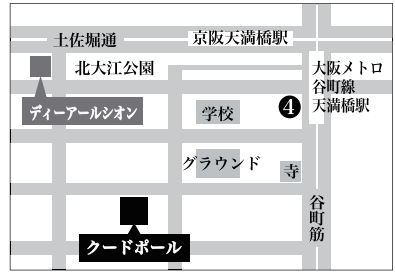 土佐堀通
京阪天満橋駅
北大江公園
大阪メトロ
谷町線
天満橋駅
ディーアールシオン
学校
❹
グラウンド
寺
谷町筋
クードポール